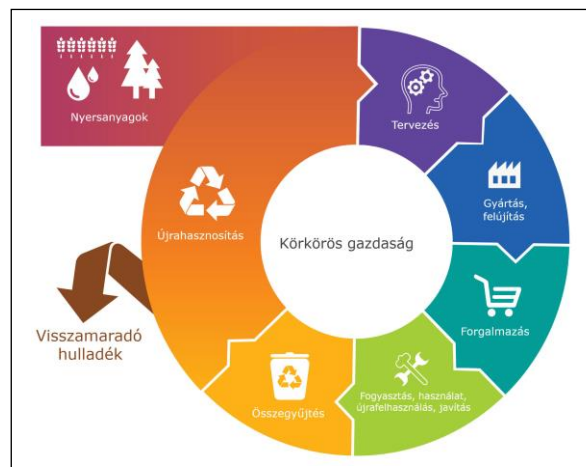 Nyersanyagok
Tervezés
Gyártás,
felújítás
Újrahasznosítás
Körkörös gazdaság
Forgalmazás
Visszamaradó
hulladék
Fogyasztás, használat,
újrafelhasználás, javítás
Összegyűjtés